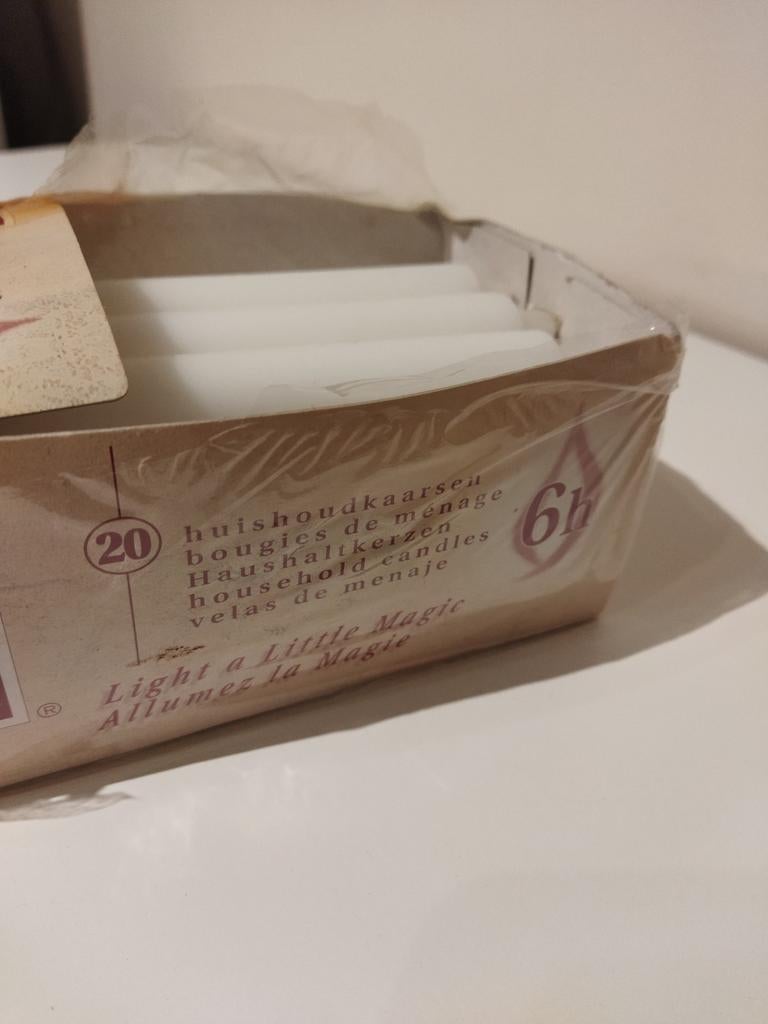 20
huishoudkaarsen
bougies de ménage
Haushaltkerzen
household candles
velas de menaje
6h
Light a Little Magic
Allumez la Magie
®